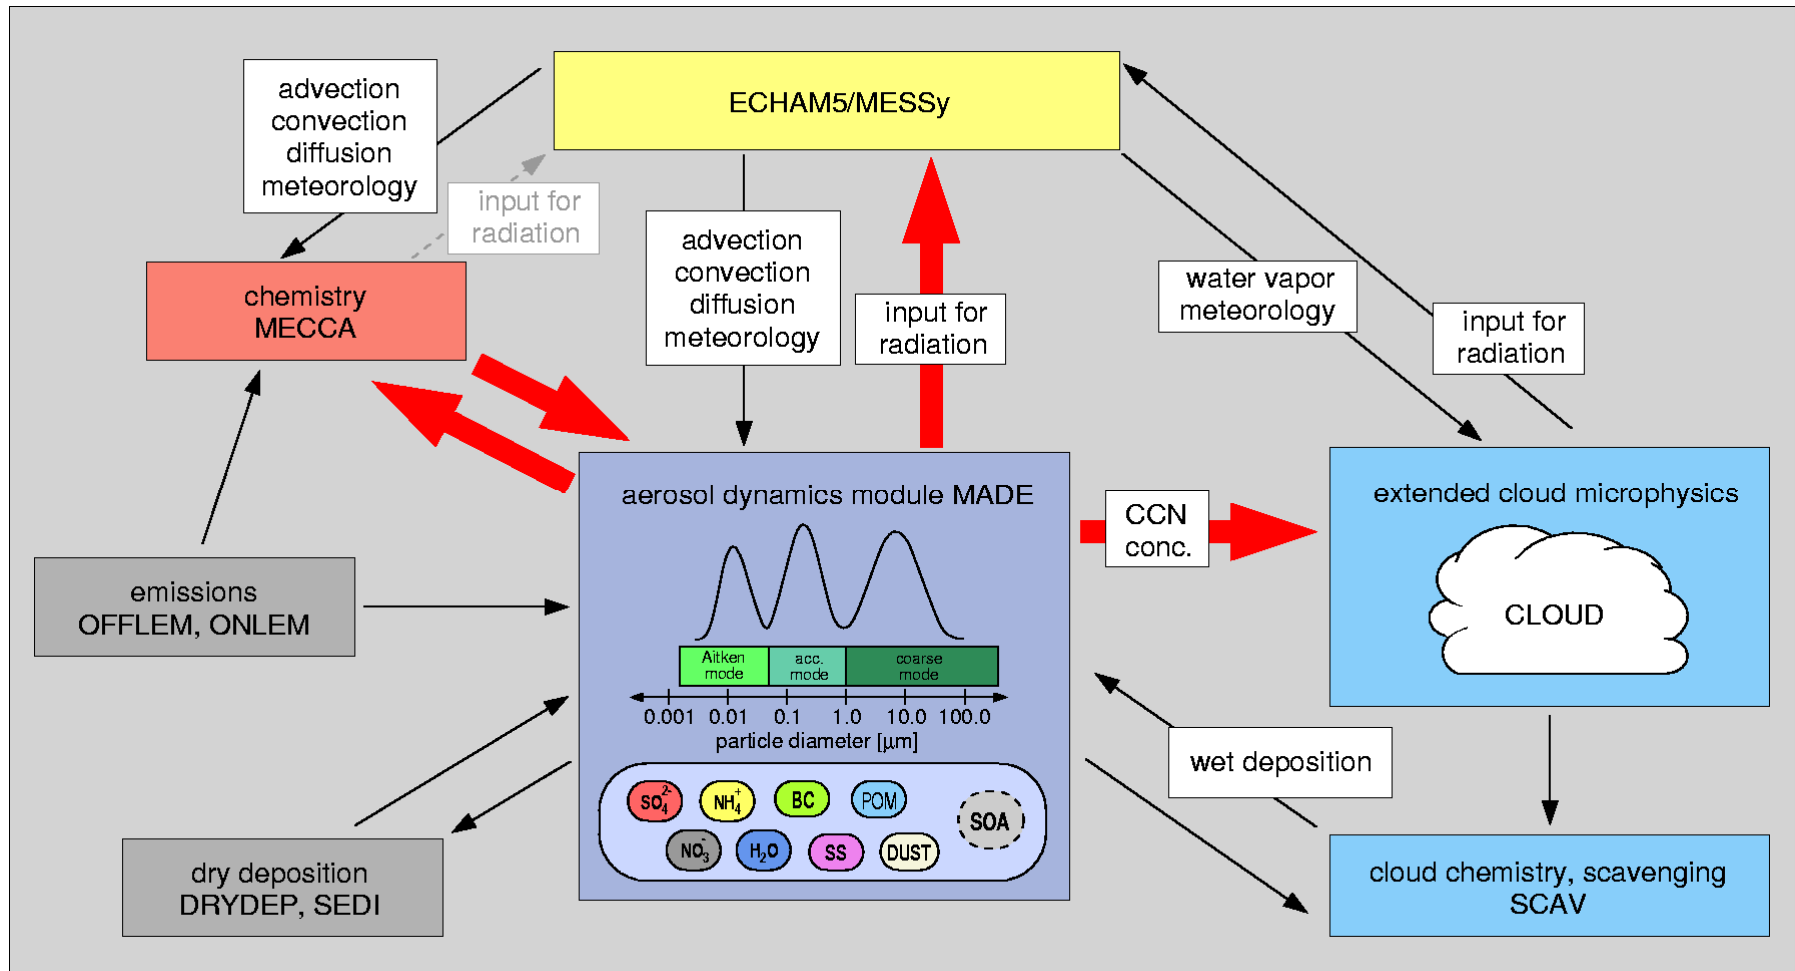 ECHAM5/MESSy
advection
convection
diffusion
meteorology
input for
radiation
advection
convection
diffusion
meteorology
input for
radiation
water vapor
meteorology
input for
radiation
chemistry
MECCA
aerosol dynamics module MADE
Aitken
mode
acc.
mode
coarse
mode
0.001 0.01 0.1 1.0 10.0 100.0
particle diameter [µm]
SO₄²⁻ NH₄⁺ BC POM
SOA
NO₃⁻ H₂O SS DUST
CCN
conc.
extended cloud microphysics
CLOUD
emissions
OFFLEM, ONLEM
wet deposition
dry deposition
DRYDEP, SEDI
cloud chemistry, scavenging
SCAV